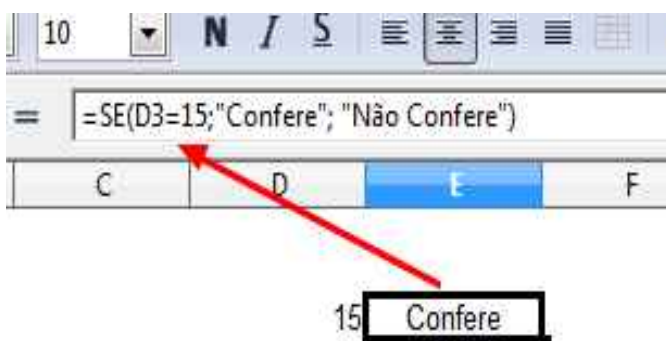 10 N I S
= =SE(D3=15;"Confere"; "Não Confere")
C D E F
15 Confere